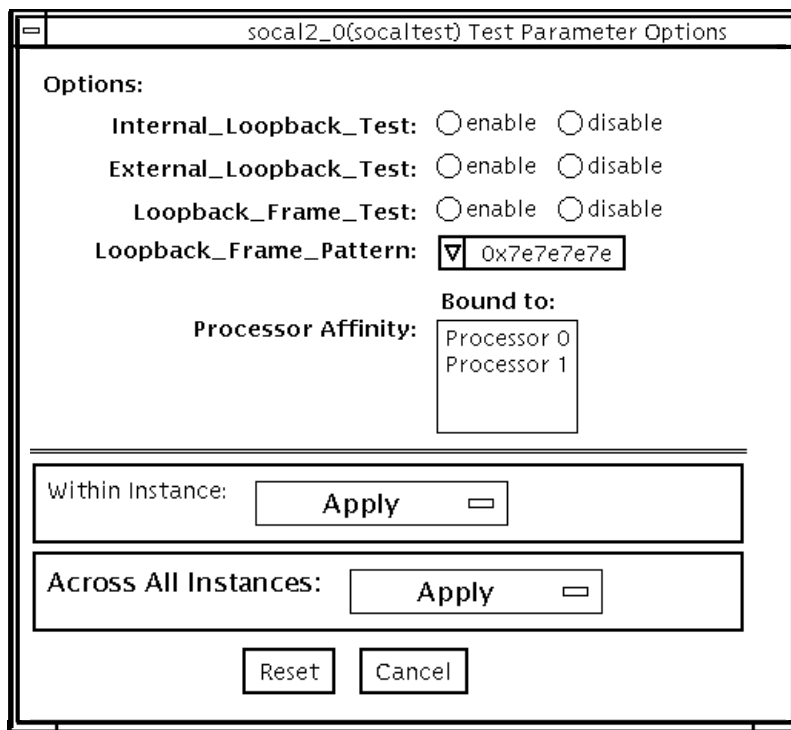 socal2_0(socaltest) Test Parameter Options
Options:
Internal_Loopback_Test: enable disable
External_Loopback_Test: enable disable
Loopback_Frame_Test: enable disable
Loopback_Frame_Pattern: 0x7e7e7e7e
Bound to:
Processor Affinity: Processor 0
Processor 1
Within Instance: Apply
Across All Instances: Apply
Reset Cancel